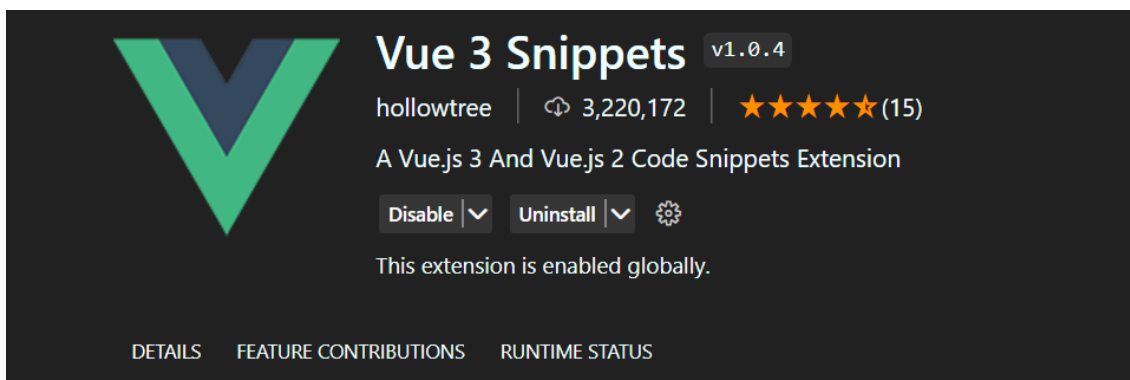 Vue 3 Snippets v1.0.4
hollowtree 3,220,172 (15)
A Vue.js 3 And Vue.js 2 Code Snippets Extension
Disable Uninstall
This extension is enabled globally.
DETAILS FEATURE CONTRIBUTIONS RUNTIME STATUS